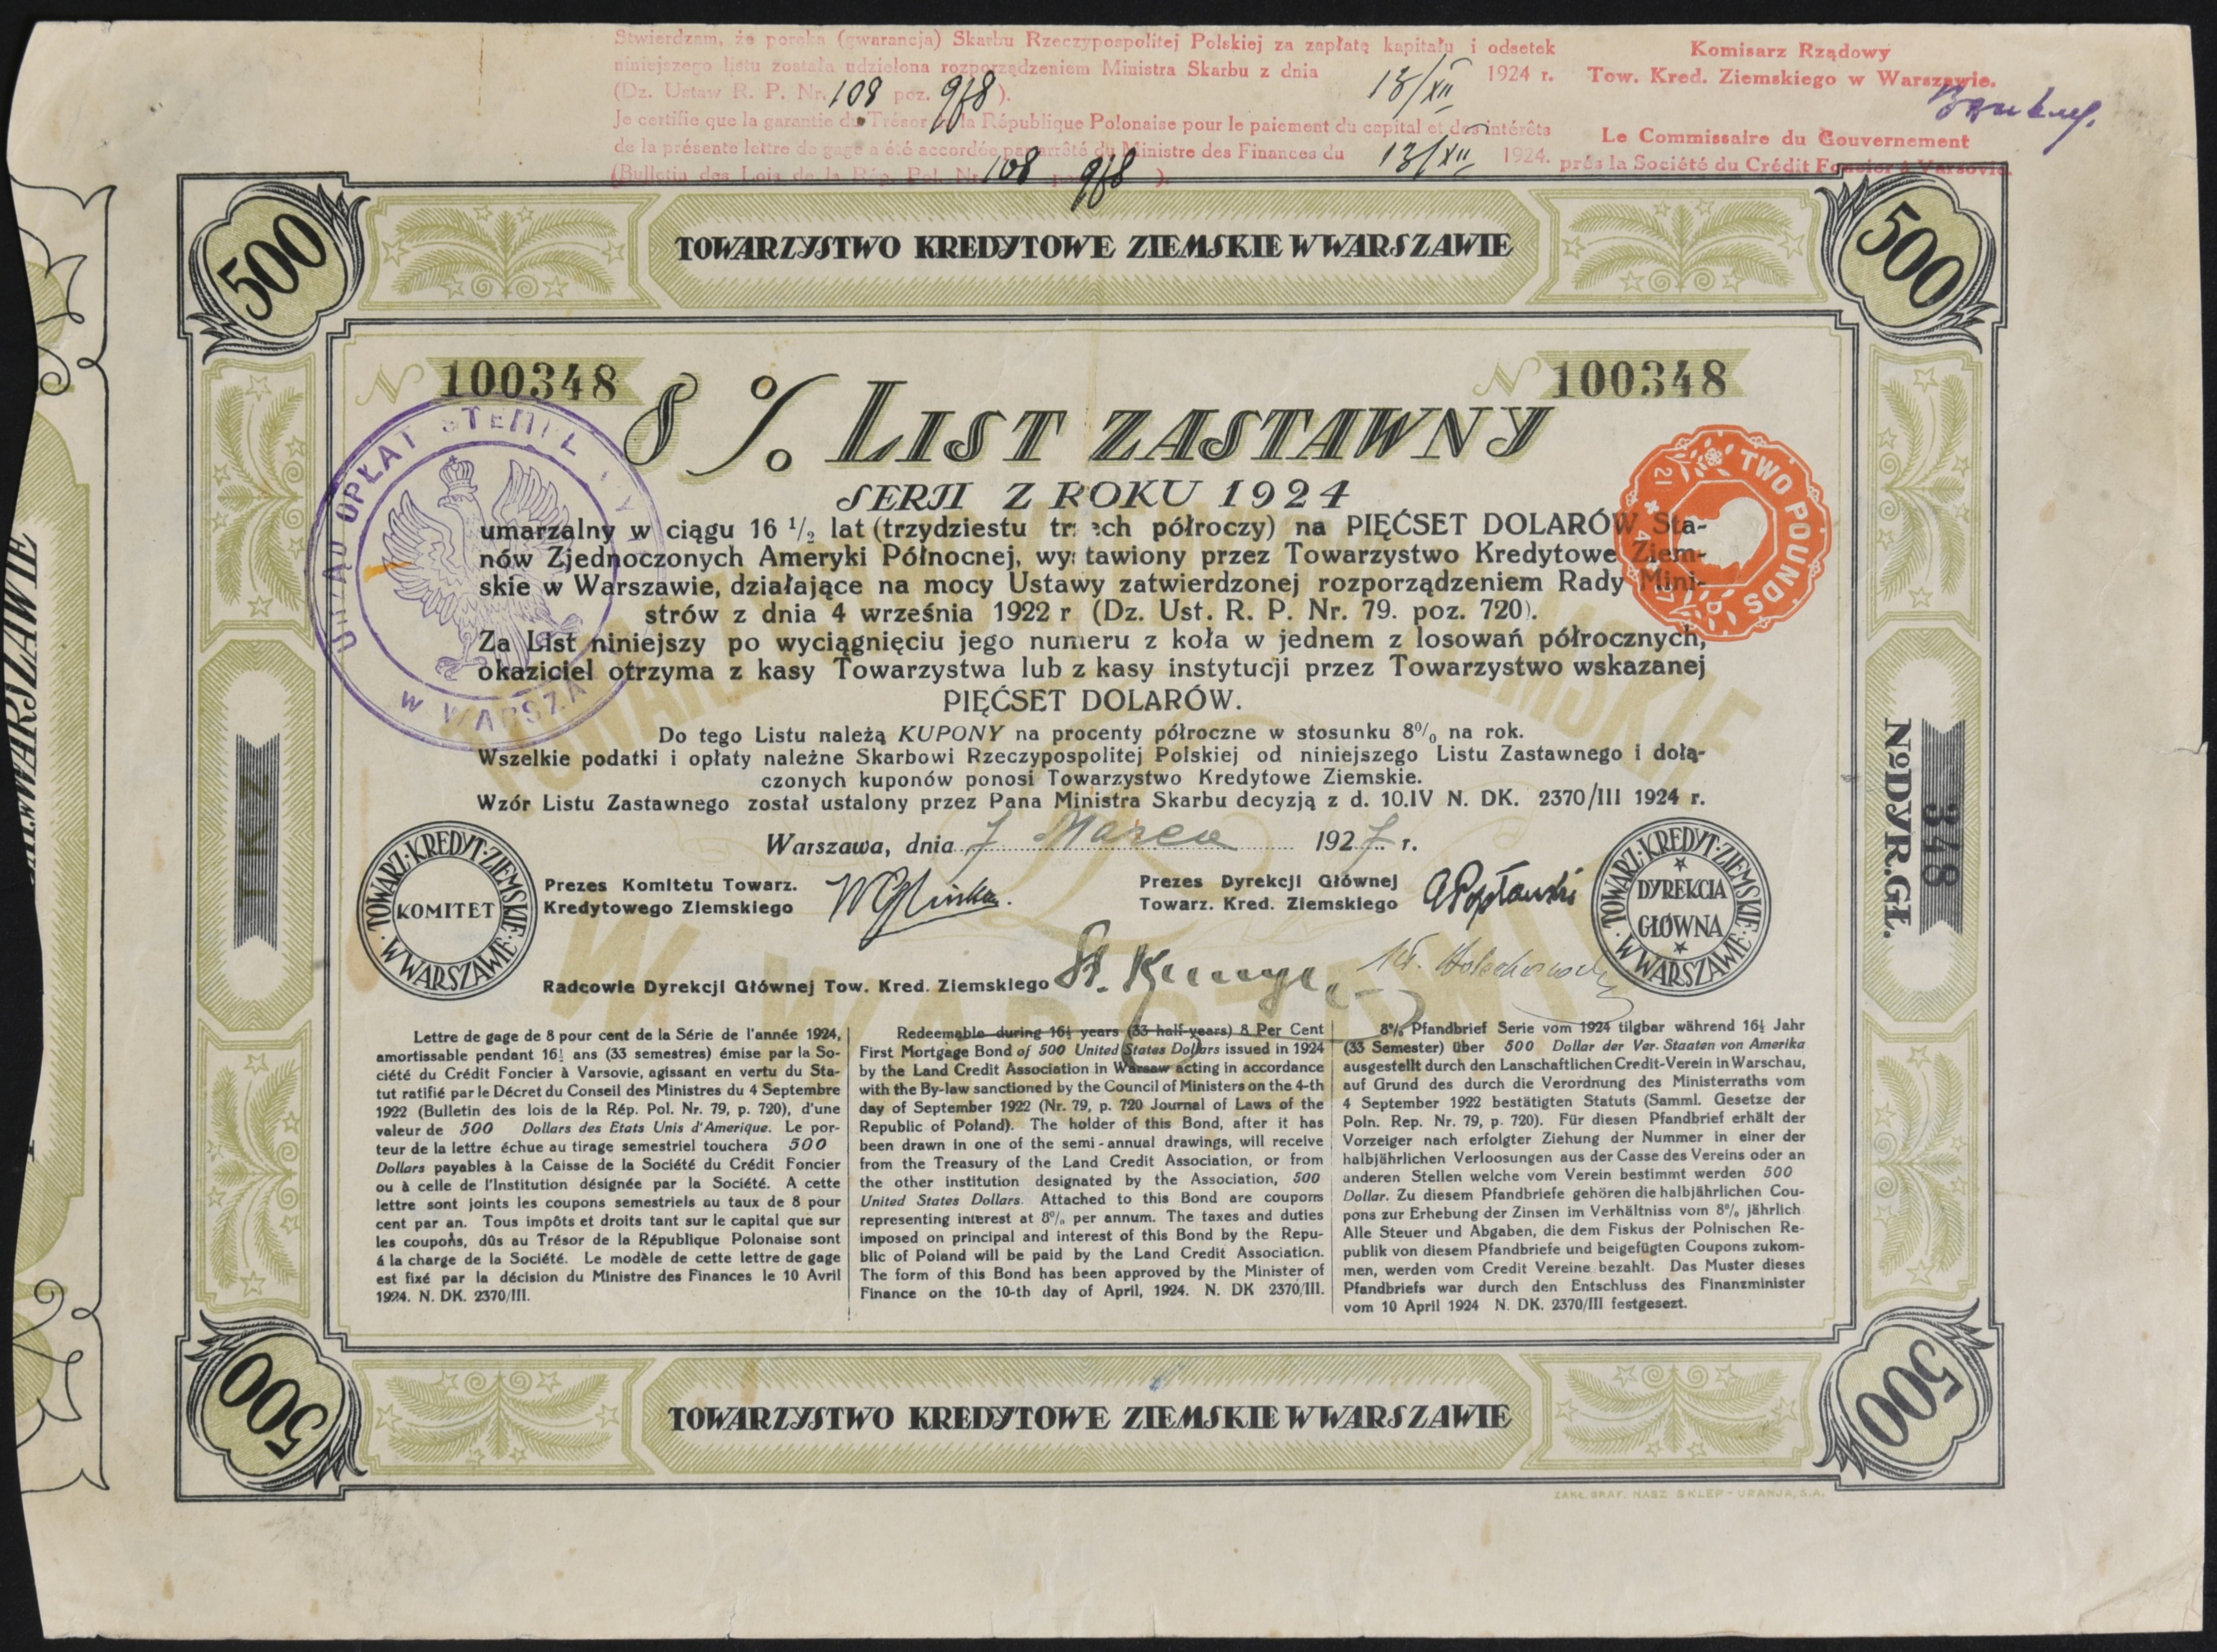 Stwierdzam, że poręka (gwarancja) Skarbu Rzeczypospolitej Polskiej za zapłatę kapitału i odsetek
niniejszego listu została udzielona rozporządzeniem Ministra Skarbu z dnia 13/XII 1924 r.
(Dz. Ustaw R. P. Nr. 108 poz. 978).
Je certifie que la garantie du Trésor de la République Polonaise pour le paiement du capital et des intérêts
de la présente lettre de gage a été accordée par arrêté du Ministre des Finances du 13/XII 1924.
(Bulletin des Lois de la Rép. Pol. Nr 108 978 ).
Komisarz Rządowy
Tow. Kred. Ziemskiego w Warszawie.
Le Commissaire du Gouvernement
prés la Société du Crédit Foncier à Varsovie.
500
TOWARZYSTWO KREDYTOWE ZIEMSKIE W WARSZAWIE
500
N 100348
N 100348
8% LIST ZASTAWNY
SERJI Z ROKU 1924
umarzalny w ciągu 16 1/2 lat (trzydziestu trzech półroczy) na PIĘĆSET DOLARÓW Sta-
nów Zjednoczonych Ameryki Północnej, wystawiony przez Towarzystwo Kredytowe Ziem-
skie w Warszawie, działające na mocy Ustawy zatwierdzonej rozporządzeniem Rady Mini-
strów z dnia 4 września 1922 r (Dz. Ust. R. P. Nr. 79. poz. 720).
Za List niniejszy po wyciągnięciu jego numeru z koła w jednem z losowań półrocznych,
okaziciel otrzyma z kasy Towarzystwa lub z kasy instytucji przez Towarzystwo wskazanej
PIĘĆSET DOLARÓW.
Do tego Listu należą KUPONY na procenty półroczne w stosunku 8% na rok.
Wszelkie podatki i opłaty należne Skarbowi Rzeczypospolitej Polskiej od niniejszego Listu Zastawnego i dołą-
czonych kuponów ponosi Towarzystwo Kredytowe Ziemskie.
Wzór Listu Zastawnego został ustalony przez Pana Ministra Skarbu decyzją z d. 10.IV N. DK. 2370/III 1924 r.
Warszawa, dnia 7 Marca 1927 r.
URZĄD OPŁAT STEMPL
W WARSZA
TWO POUNDS
21 4 27
TKZ
348
No DYR. GŁ.
W WARSZAWIE
TOWARZ. KREDYT. ZIEMSKIE W WARSZAWIE
KOMITET
Prezes Komitetu Towarz.
Kredytowego Ziemskiego
Prezes Dyrekcji Głównej
Towarz. Kred. Ziemskiego
TOWARZ. KREDYT. ZIEMSKIE W WARSZAWIE
DYREKCIA
GŁÓWNA
Radcowie Dyrekcji Głównej Tow. Kred. Ziemskiego
Lettre de gage de 8 pour cent de la Série de l'année 1924,
amortissable pendant 16½ ans (33 semestres) émise par la So-
ciété du Crédit Foncier à Varsovie, agissant en vertu du Sta-
tut ratifié par le Décret du Conseil des Ministres du 4 Septembre
1922 (Bulletin des lois de la Rép. Pol. Nr. 79, p. 720), d'une
valeur de 500 Dollars des Etats Unis d'Amerique. Le por-
teur de la lettre échue au tirage semestriel touchera 500
Dollars payables à la Caisse de la Société du Crédit Foncier
ou à celle de l'Institution désignée par la Société. A cette
lettre sont joints les coupons semestriels au taux de 8 pour
cent par an. Tous impôts et droits tant sur le capital que sur
les coupons, dûs au Trésor de la République Polonaise sont
á la charge de la Société. Le modèle de cette lettre de gage
est fixé par la décision du Ministre des Finances le 10 Avril
1924. N. DK. 2370/III.
Redeemable during 16½ years (33 half-years) 8 Per Cent
First Mortgage Bond of 500 United States Dollars issued in 1924
by the Land Credit Association in Warsaw acting in accordance
with the By-law sanctioned by the Council of Ministers on the 4-th
day of September 1922 (Nr. 79, p. 720 Journal of Laws of the
Republic of Poland). The holder of this Bond, after it has
been drawn in one of the semi-annual drawings, will receive
from the Treasury of the Land Credit Association, or from
the other institution designated by the Association, 500
United States Dollars. Attached to this Bond are coupons
representing interest at 8% per annum. The taxes and duties
imposed on principal and interest of this Bond by the Repu-
blic of Poland will be paid by the Land Credit Association.
The form of this Bond has been approved by the Minister of
Finance on the 10-th day of April, 1924. N. DK 2370/III.
8% Pfandbrief Serie vom 1924 tilgbar während 16½ Jahr
(33 Semester) über 500 Dollar der Ver. Staaten von Amerika
ausgestellt durch den Lanschaftlichen Credit-Verein in Warschau,
auf Grund des durch die Verordnung des Ministerraths vom
4 September 1922 bestätigten Statuts (Samml. Gesetze der
Poln. Rep. Nr. 79, p. 720). Für diesen Pfandbrief erhält der
Vorzeiger nach erfolgter Ziehung der Nummer in einer der
halbjährlichen Verloosungen aus der Casse des Vereins oder an
anderen Stellen welche vom Verein bestimmt werden 500
Dollar. Zu diesem Pfandbriefe gehören die halbjährlichen Cou-
pons zur Erhebung der Zinsen im Verhältniss vom 8% jährlich
Alle Steuer und Abgaben, die dem Fiskus der Polnischen Re-
publik von diesem Pfandbriefe und beigefügten Coupons zukom-
men, werden vom Credit Vereine bezahlt. Das Muster dieses
Pfandbriefs war durch den Entschluss des Finanzminister
vom 10 April 1924 N. DK. 2370/III festgesezt.
500
TOWARZYSTWO KREDYTOWE ZIEMSKIE W WARSZAWIE
500
ZAKŁ. GRAF. NASZ SKLEP - URANJA, S.A.